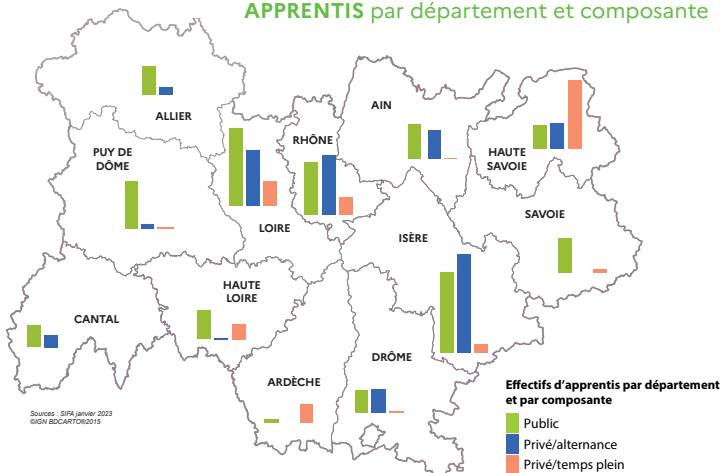 APPRENTIS par département et composante
ALLIER
PUY DE
DÔME
LOIRE
RHÔNE
AIN
HAUTE
SAVOIE
SAVOIE
ISÈRE
HAUTE
LOIRE
CANTAL
ARDÈCHE
DRÔME
Sources : SIFA janvier 2023
©IGN BDCARTO®2015
Effectifs d'apprentis par département
et par composante
Public
Privé/alternance
Privé/temps plein